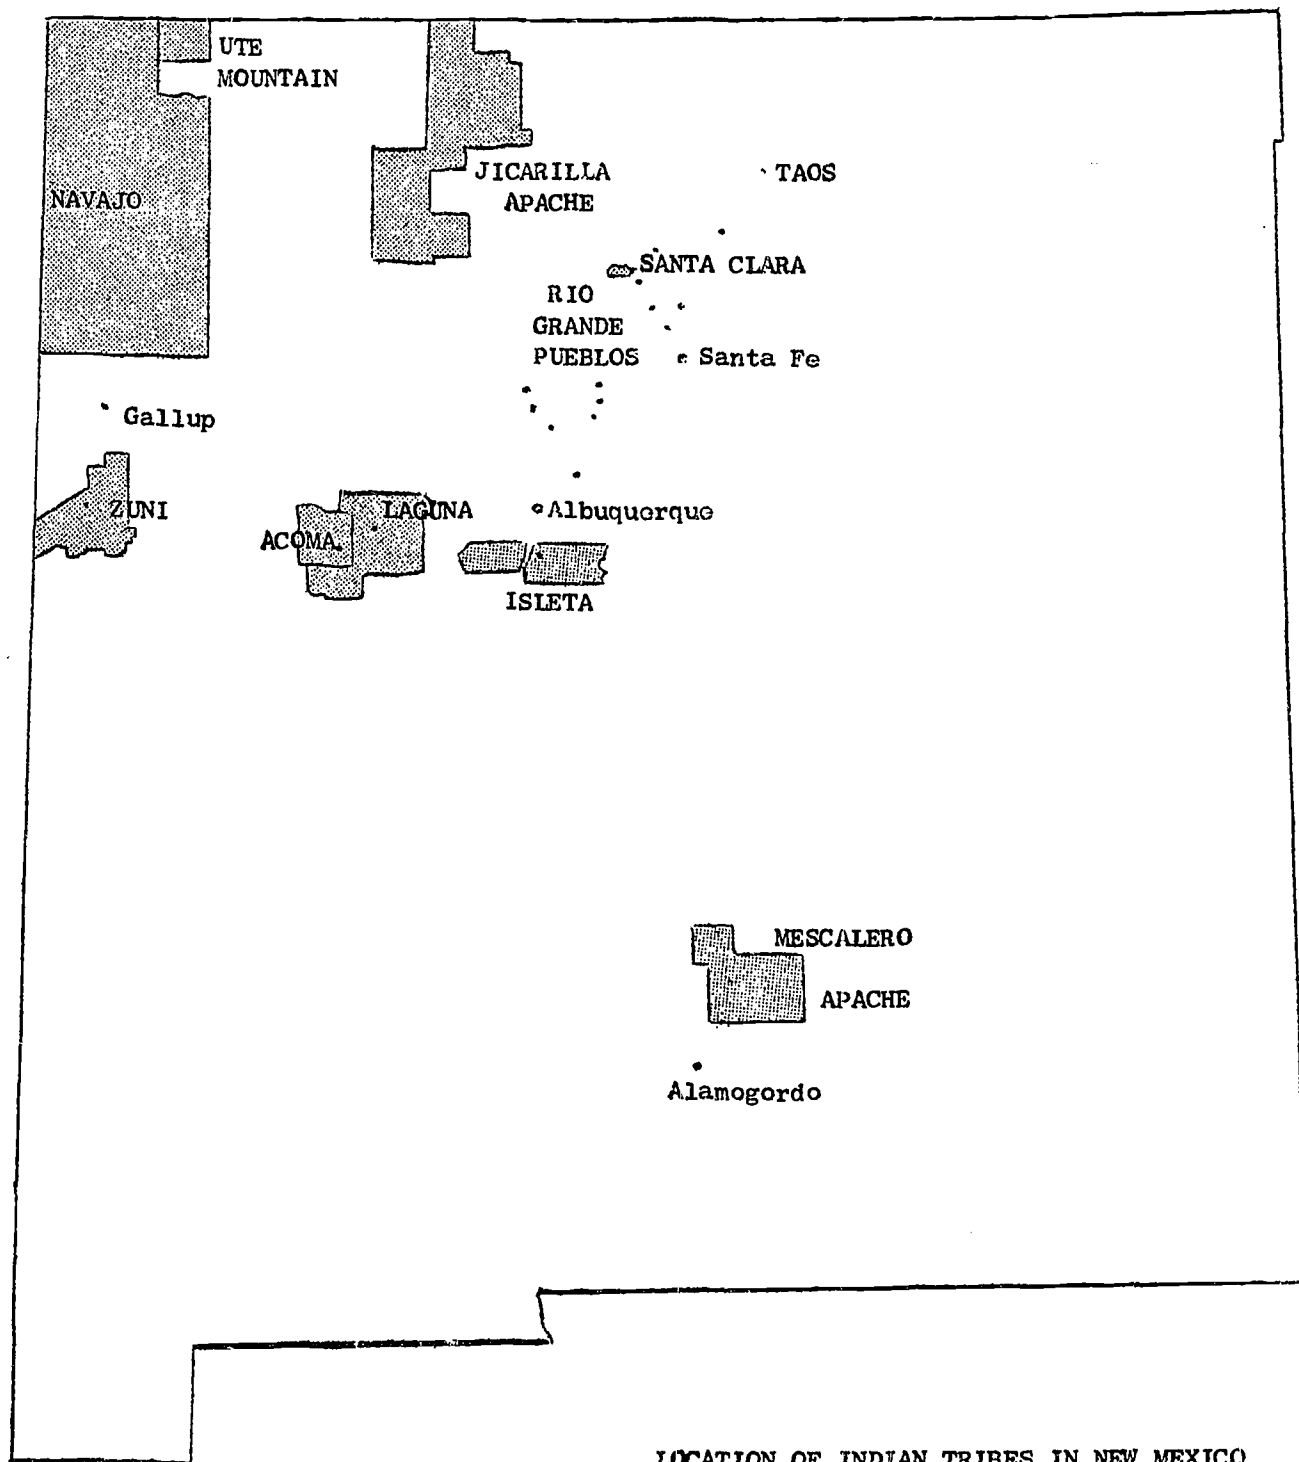 UTE
MOUNTAIN
NAVAJO
JICARILLA
APACHE
TAOS
SANTA CLARA
RIO
GRANDE
PUEBLOS
Santa Fe
Gallup
ZUNI
ACOMA
LAGUNA
Albuquerque
ISLETA
MESCALERO
APACHE
Alamogordo
LOCATION OF INDIAN TRIBES IN NEW MEXICO